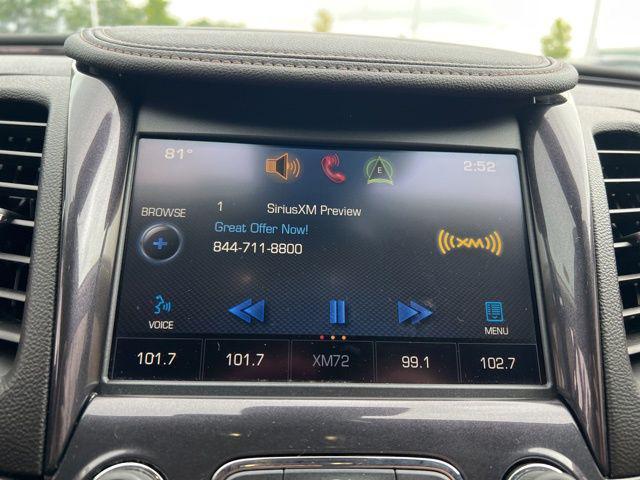 81° E 2:52
1 SiriusXM Preview
BROWSE
Great Offer Now!
844-711-8800
((((XM))))
VOICE
MENU
101.7 101.7 XM72 99.1 102.7